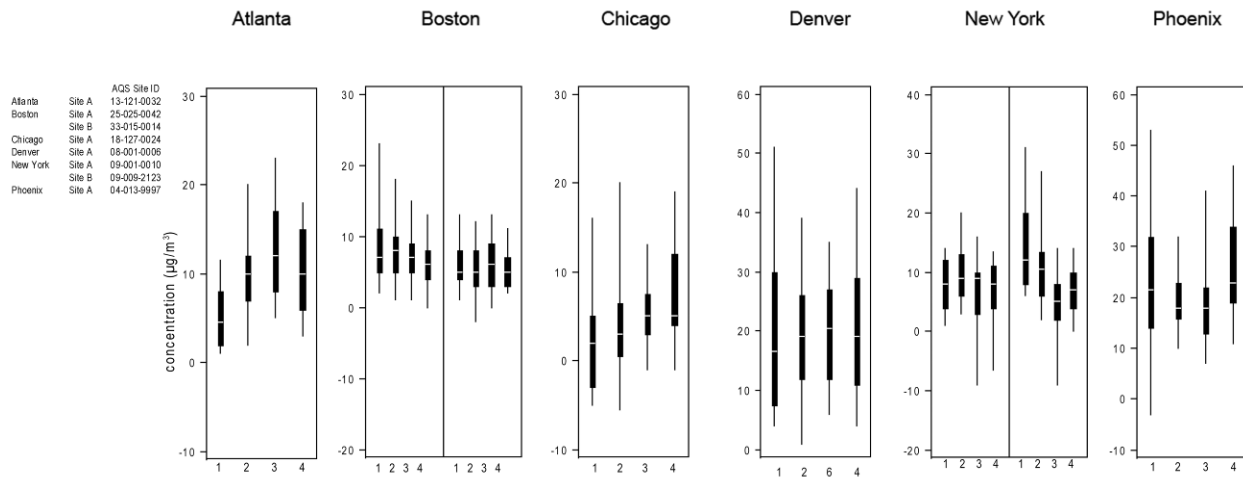 Atlanta Boston Chicago Denver New York Phoenix
AQS Site ID
Atlanta Site A 13-121-0032
Boston Site A 25-025-0042
Site B 33-015-0014
Chicago Site A 18-127-0024
Denver Site A 08-001-0006
New York Site A 09-001-0010
Site B 09-009-2123
Phoenix Site A 04-013-9997
concentration (µg/m³)
30
20
10
0
-10
1 2 3 4
30
20
10
0
-10
-20
1 2 3 4 1 2 3 4
30
20
10
0
-10
1 2 3 4
60
50
40
30
20
10
0
1 2 6 4
40
30
20
10
0
-10
-20
1 2 3 4 1 2 3 4
60
50
40
30
20
10
0
-10
1 2 3 4